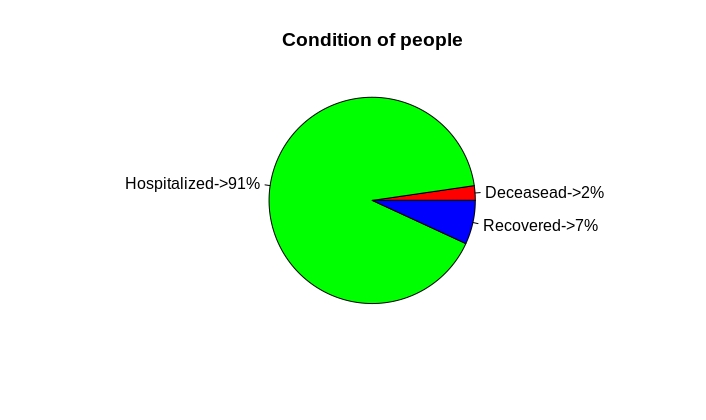 Condition of people
Hospitalized->91%
Deceasead->2%
Recovered->7%